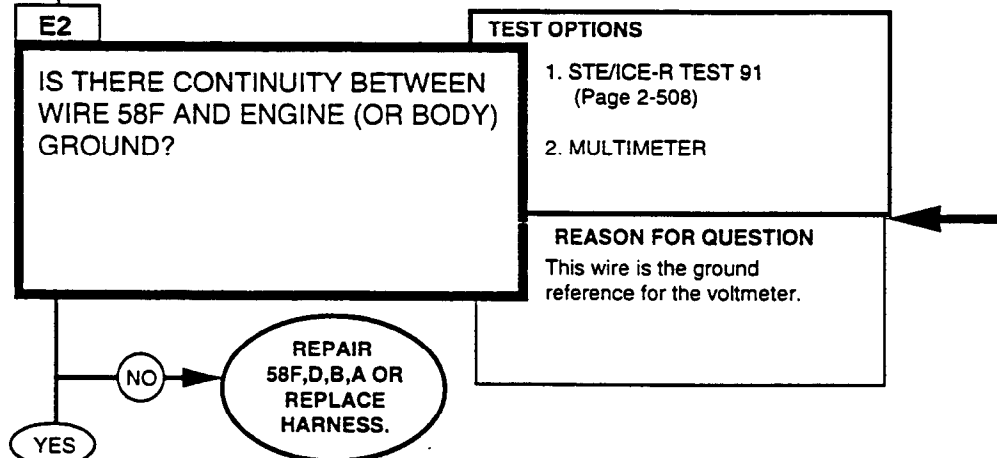 E2
IS THERE CONTINUITY BETWEEN
WIRE 58F AND ENGINE (OR BODY)
GROUND?
TEST OPTIONS
1. STE/ICE-R TEST 91
(Page 2-508)
2. MULTIMETER
REASON FOR QUESTION
This wire is the ground
reference for the voltmeter.
NO
REPAIR
58F,D,B,A OR
REPLACE
HARNESS.
YES